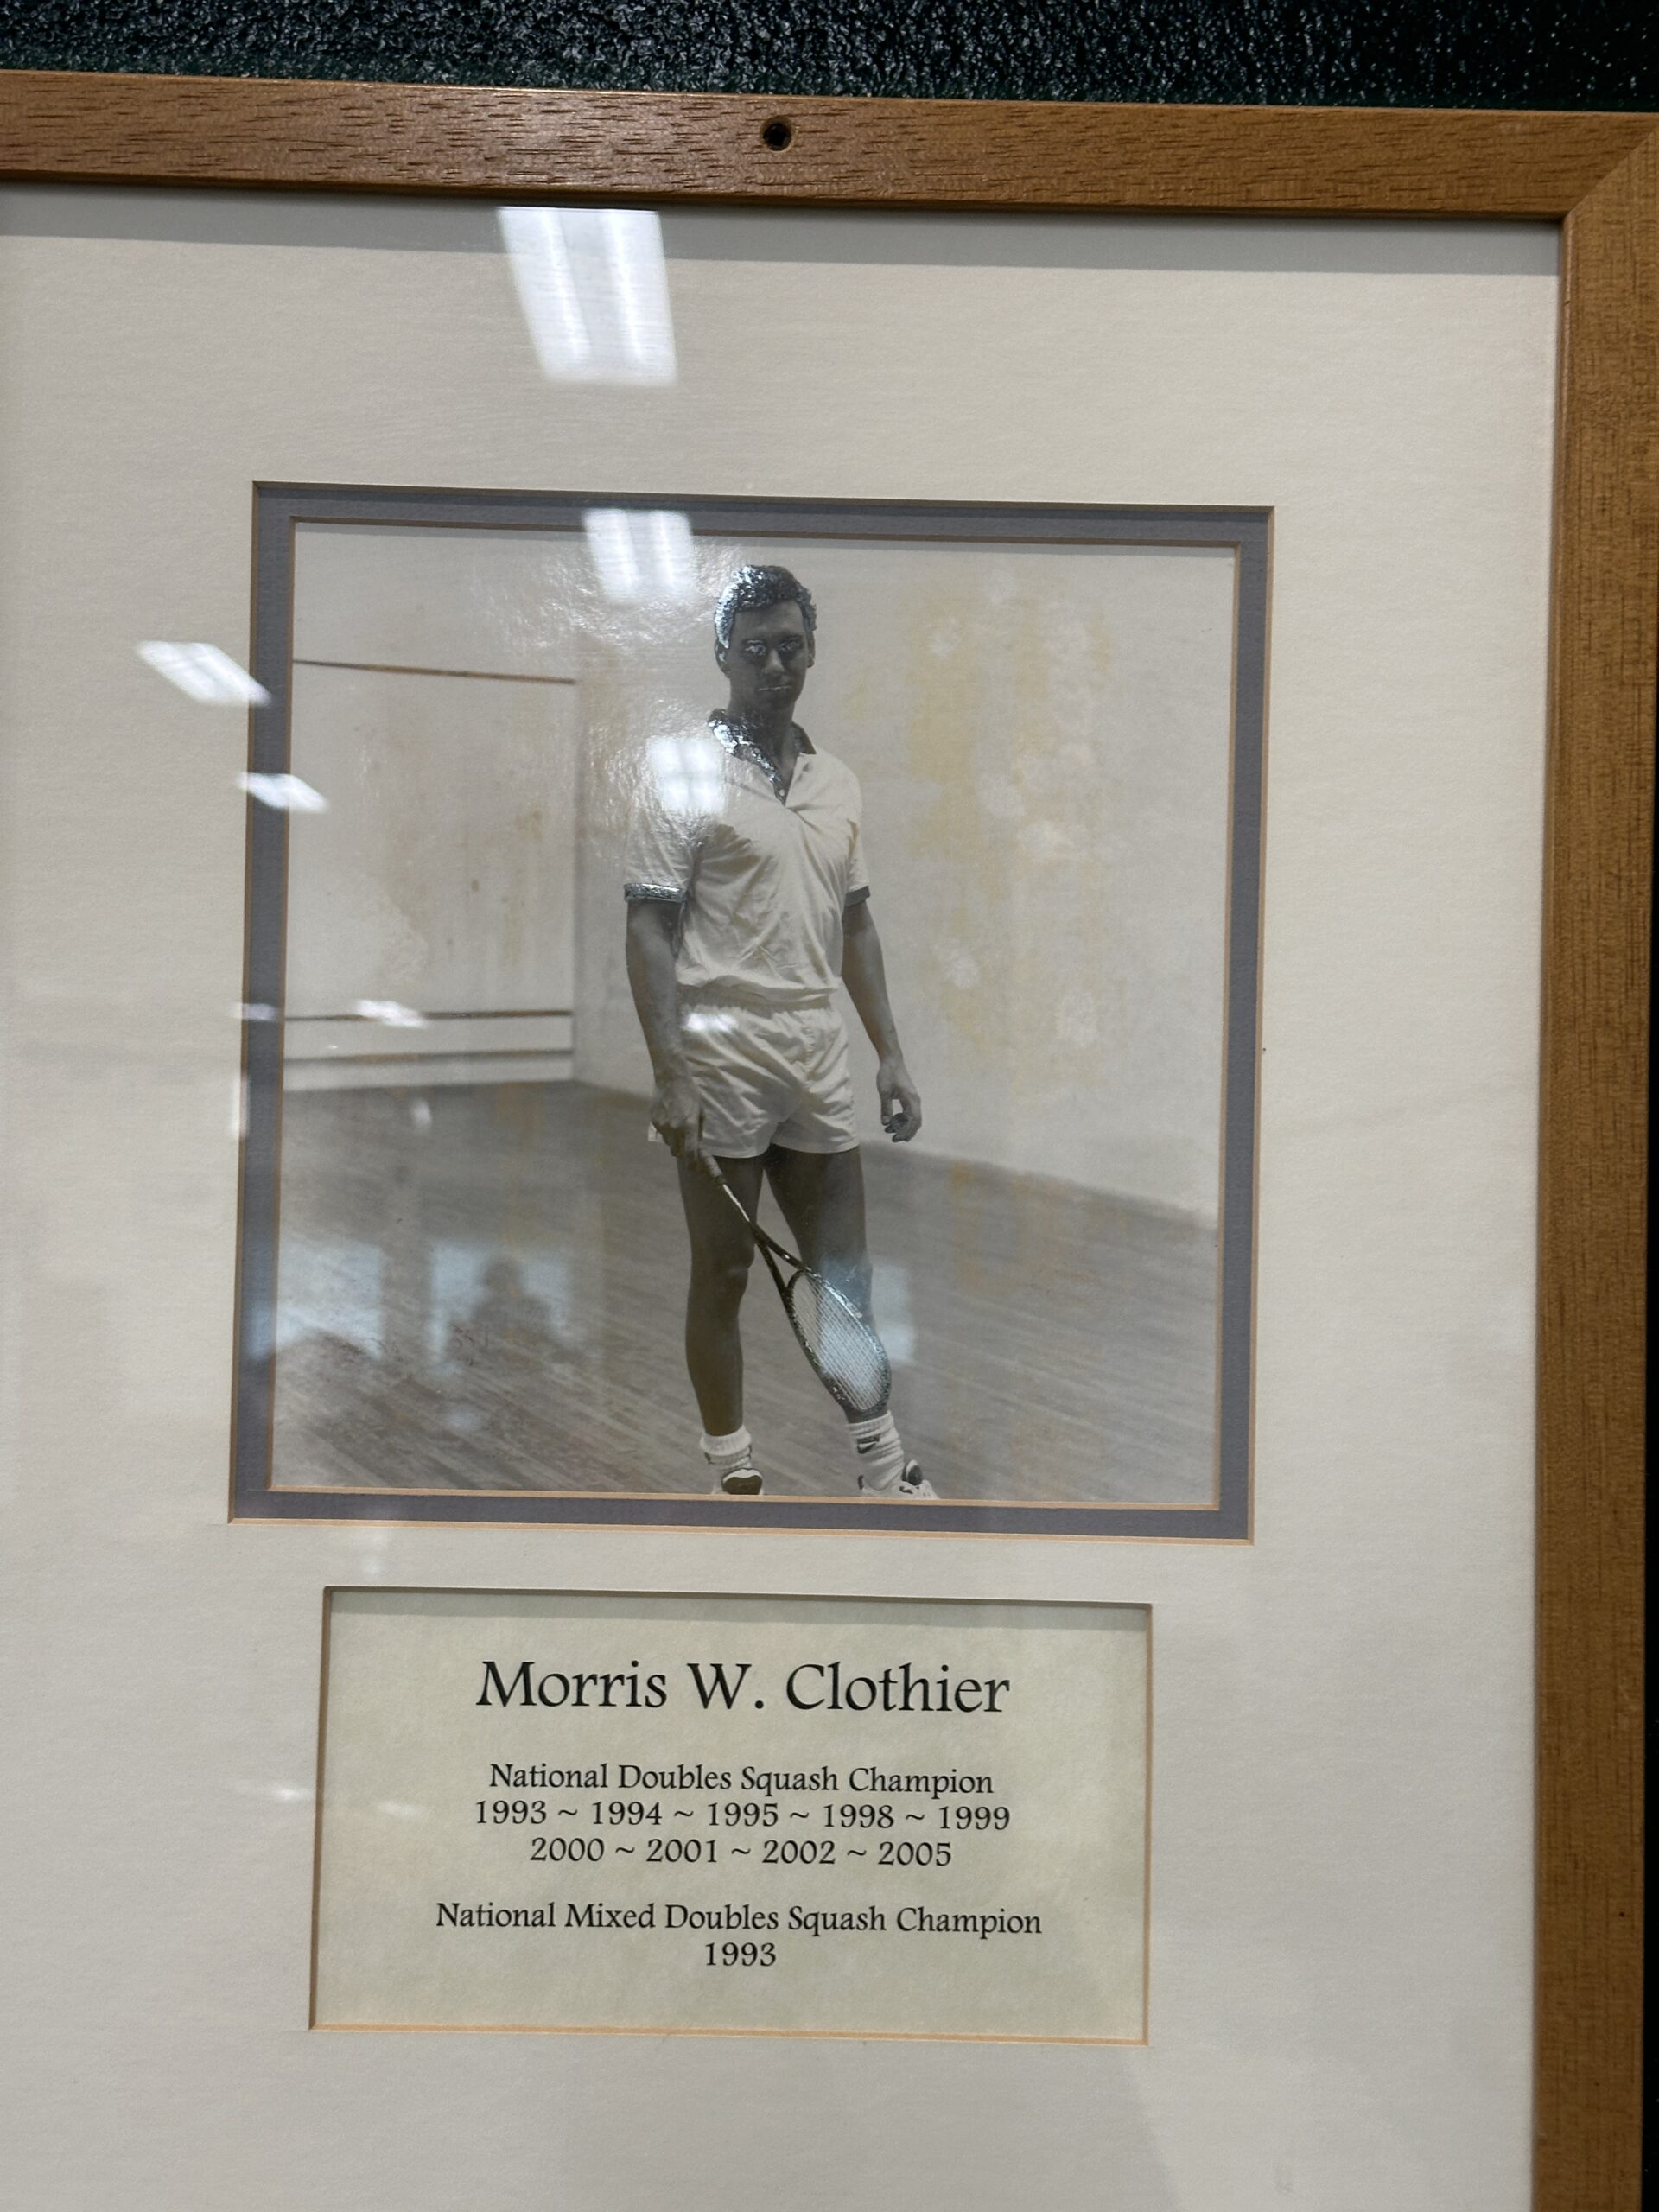 Morris W. Clothier
National Doubles Squash Champion
1993 ~ 1994 ~ 1995 ~ 1998 ~ 1999
2000 ~ 2001 ~ 2002 ~ 2005
National Mixed Doubles Squash Champion
1993